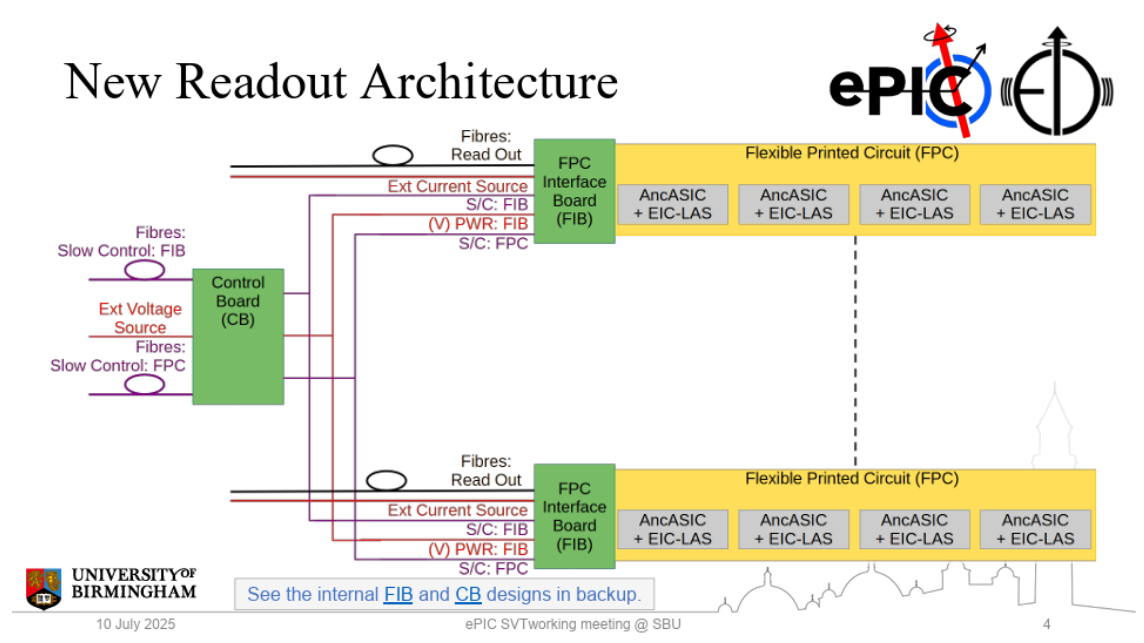 New Readout Architecture
ePIC
Fibres:
Read Out
Ext Current Source
S/C: FIB
(V) PWR: FIB
S/C: FPC
FPC
Interface
Board
(FIB)
Flexible Printed Circuit (FPC)
AncASIC
+ EIC-LAS
AncASIC
+ EIC-LAS
AncASIC
+ EIC-LAS
AncASIC
+ EIC-LAS
Fibres:
Slow Control: FIB
Ext Voltage
Source
Fibres:
Slow Control: FPC
Control
Board
(CB)
Fibres:
Read Out
Ext Current Source
S/C: FIB
(V) PWR: FIB
S/C: FPC
FPC
Interface
Board
(FIB)
Flexible Printed Circuit (FPC)
AncASIC
+ EIC-LAS
AncASIC
+ EIC-LAS
AncASIC
+ EIC-LAS
AncASIC
+ EIC-LAS
UNIVERSITYOF
BIRMINGHAM
See the internal FIB and CB designs in backup.
10 July 2025
ePIC SVTworking meeting @ SBU
4